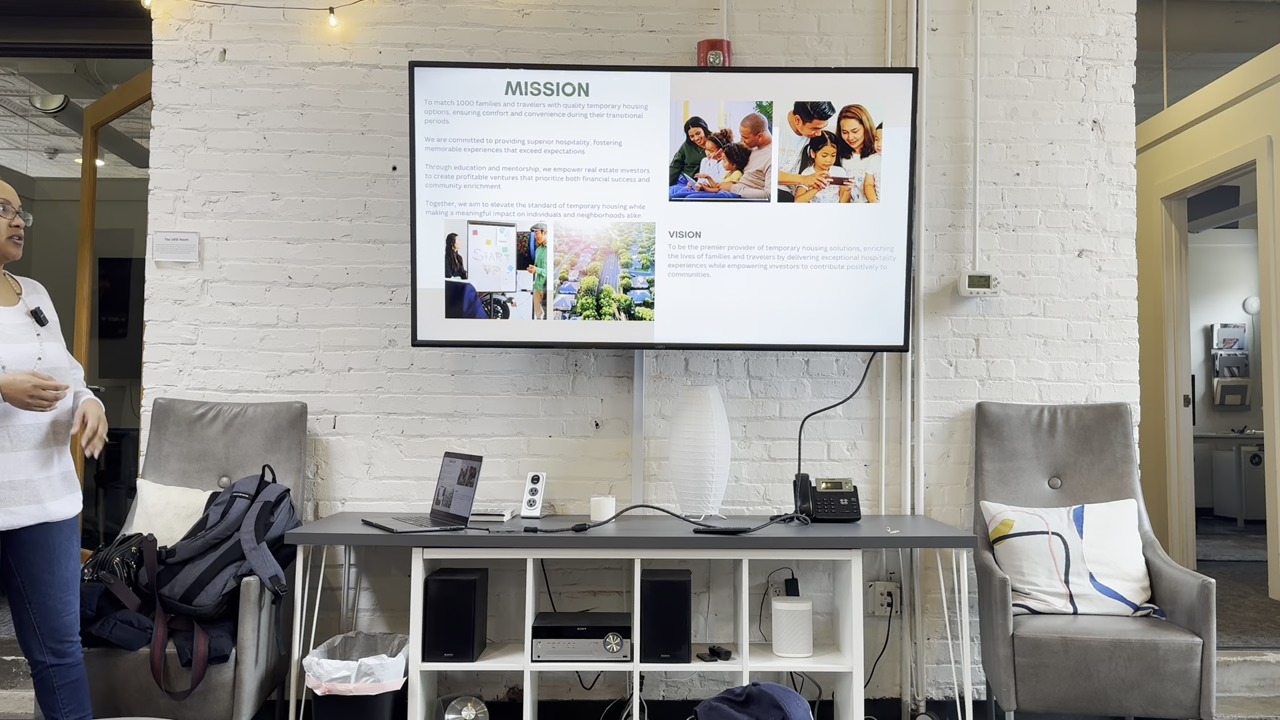 MISSION
To match 1000 families and travelers with quality temporary housing
options, ensuring comfort and convenience during their transitional
periods.
We are committed to providing superior hospitality, fostering
memorable experiences that exceed expectations
Through education and mentorship, we empower real estate investors
to create profitable ventures that prioritize both financial success and
community enrichment
Together, we aim to elevate the standard of temporary housing while
making a meaningful impact on individuals and neighborhoods alike
VISION
To be the premier provider of temporary housing solutions, enriching
the lives of families and travelers by delivering exceptional hospitality
experiences while empowering investors to contribute positively to
communities.
SONY